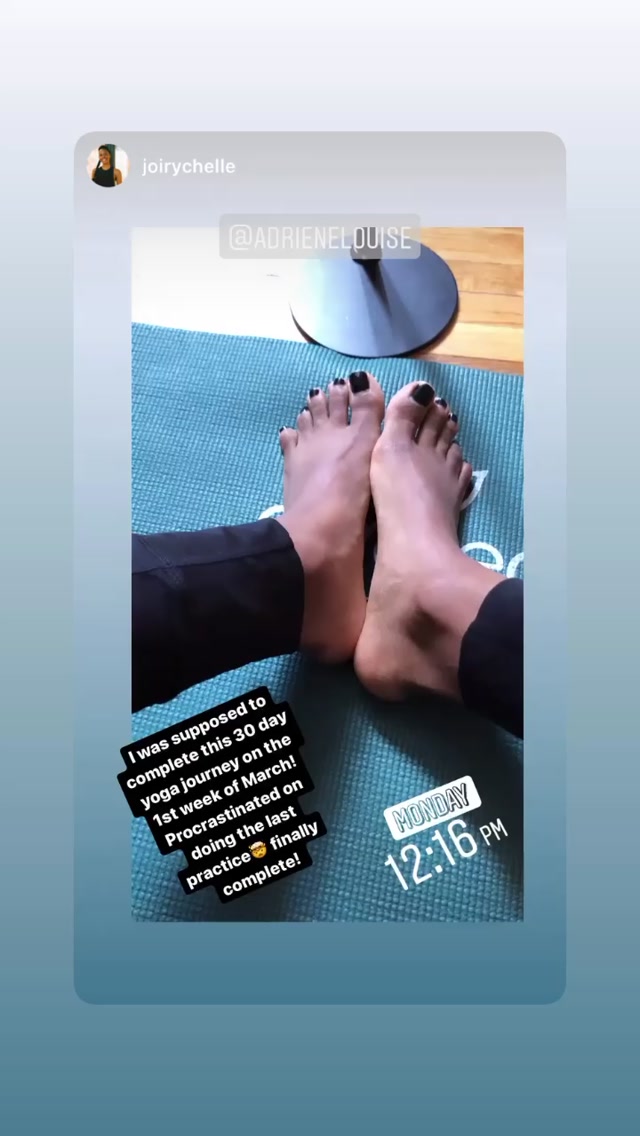 joirychelle
@ADRIENELOUISE
I was supposed to
complete this 30 day
yoga journey on the
1st week of March!
Procrastinated on
doing the last
practice🤯 finally
complete!
MONDAY
12:16 PM